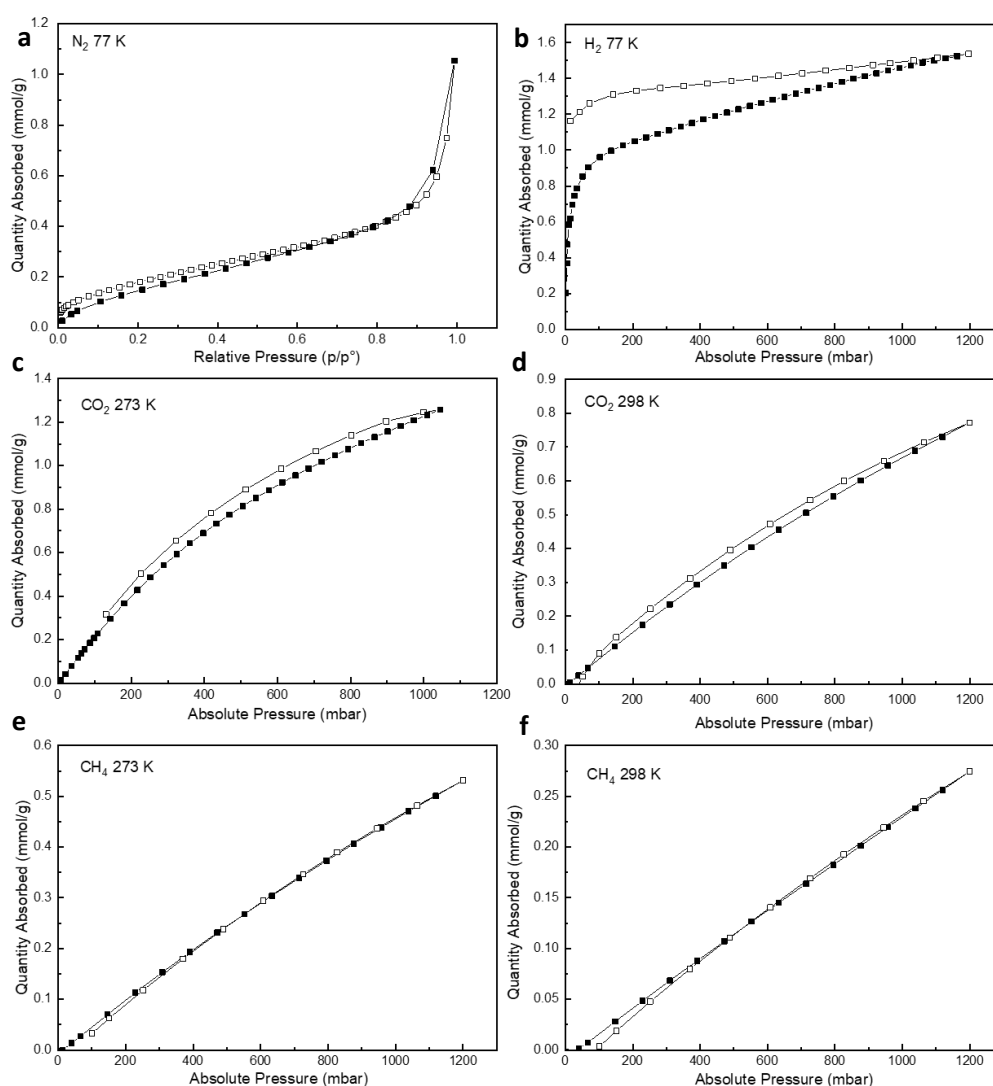 a
N₂ 77 K
Quantity Absorbed (mmol/g)
1.2
1.0
0.8
0.6
0.4
0.2
0.0
0.0 0.2 0.4 0.6 0.8 1.0
Relative Pressure (p/p°)
b
H₂ 77 K
Quantity Absorbed (mmol/g)
1.6
1.4
1.2
1.0
0.8
0.6
0.4
0.2
0.0
0 200 400 600 800 1000 1200
Absolute Pressure (mbar)
c
CO₂ 273 K
Quantity Absorbed (mmol/g)
1.4
1.2
1.0
0.8
0.6
0.4
0.2
0.0
0 200 400 600 800 1000 1200
Absolute Pressure (mbar)
d
CO₂ 298 K
Quantity Absorbed (mmol/g)
0.9
0.8
0.7
0.6
0.5
0.4
0.3
0.2
0.1
0.0
0 200 400 600 800 1000 1200
Absolute Pressure (mbar)
e
CH₄ 273 K
Quantity Absorbed (mmol/g)
0.6
0.5
0.4
0.3
0.2
0.1
0.0
0 200 400 600 800 1000 1200
Absolute Pressure (mbar)
f
CH₄ 298 K
Quantity Absorbed (mmol/g)
0.30
0.25
0.20
0.15
0.10
0.05
0.00
0 200 400 600 800 1000 1200
Absolute Pressure (mbar)